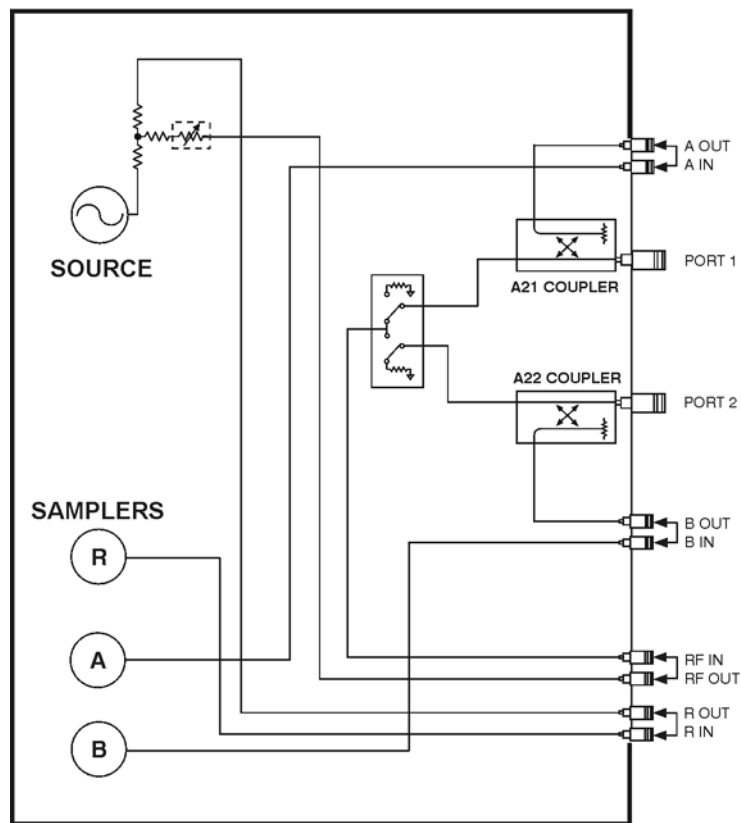 A OUT
A IN
SOURCE
PORT 1
A21 COUPLER
A22 COUPLER
PORT 2
SAMPLERS
R
B OUT
B IN
A
RF IN
RF OUT
R OUT
R IN
B